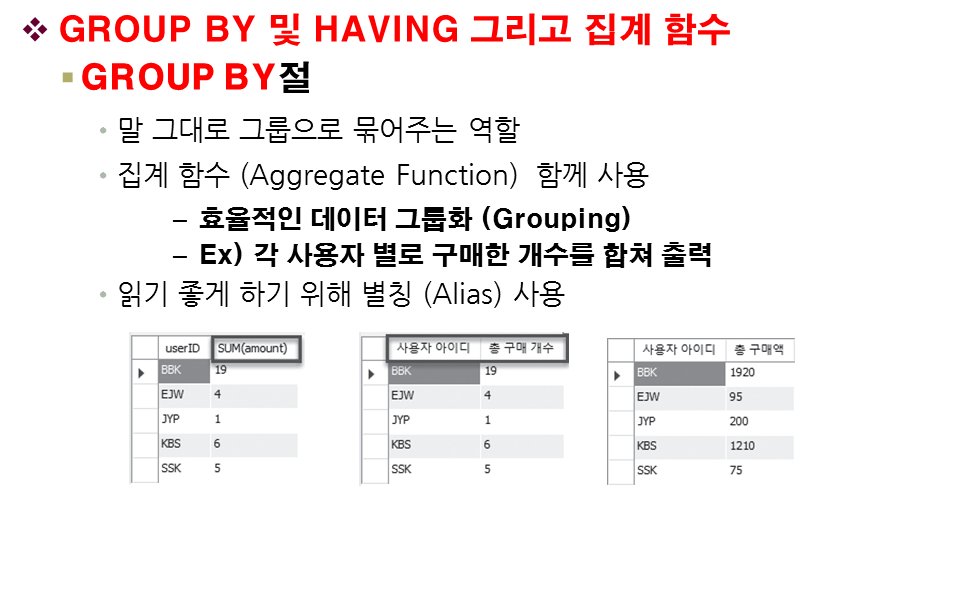 ❖ GROUP BY 및 HAVING 그리고 집계 함수
▪ GROUP BY절
• 말 그대로 그룹으로 묶어주는 역할
• 집계 함수 (Aggregate Function) 함께 사용
– 효율적인 데이터 그룹화 (Grouping)
– Ex) 각 사용자 별로 구매한 개수를 합쳐 출력
• 읽기 좋게 하기 위해 별칭 (Alias) 사용
userID SUM(amount)
BBK 19
EJW 4
JYP 1
KBS 6
SSK 5
사용자 아이디 총 구매 개수
BBK 19
EJW 4
JYP 1
KBS 6
SSK 5
사용자 아이디 총 구매액
BBK 1920
EJW 95
JYP 200
KBS 1210
SSK 75